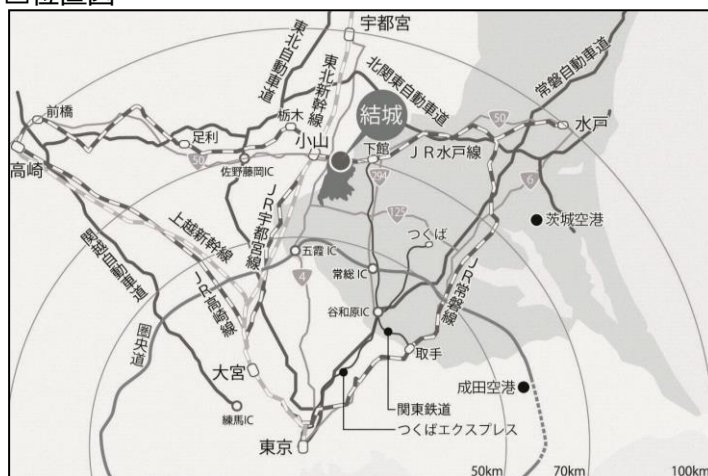 宇都宮
東北自動車道
東北新幹線
北関東自動車道
常磐自動車道
結城
前橋
栃木
足利
小山
50
水戸
高崎
50
佐野藤岡IC
下館
JR水戸線
294
6
125
茨城空港
上越新幹線
JR宇都宮線
関越自動車道
JR高崎線
五霞IC
つくば
4
常総IC
JR常磐線
圏央道
谷和原IC
取手
大宮
成田空港
練馬IC
関東鉄道
つくばエクスプレス
東京
50km
70km
100km